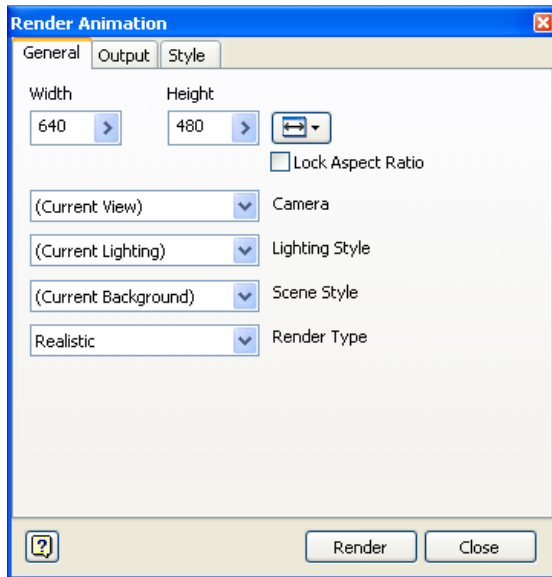 Render Animation
General Output Style
Width Height
640 480
Lock Aspect Ratio
(Current View) Camera
(Current Lighting) Lighting Style
(Current Background) Scene Style
Realistic Render Type
? Render Close